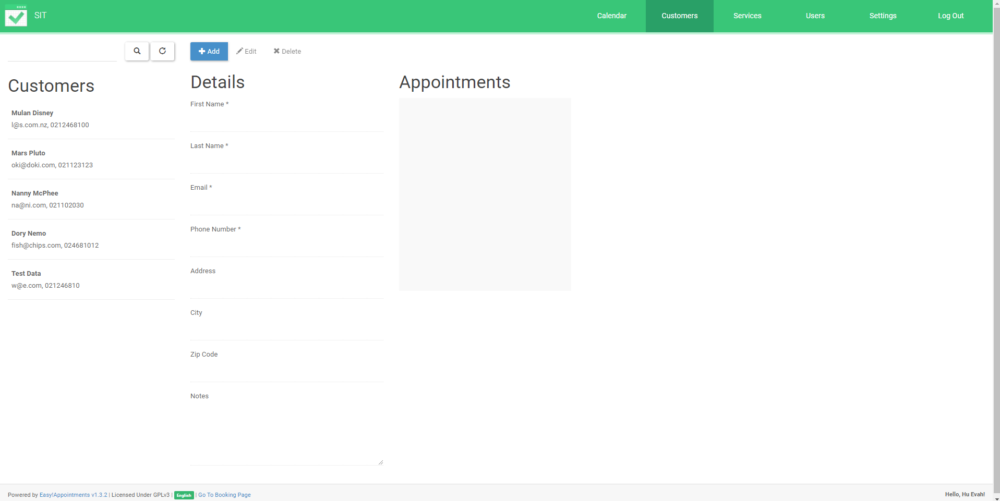 SIT
Calendar
Customers
Services
Users
Settings
Log Out
Add
Edit
Delete
Customers
Mulan Disney
l@s.com.nz, 0212468100
Mars Pluto
oki@doki.com, 021123123
Nanny McPhee
na@ni.com, 021102030
Dory Nemo
fish@chips.com, 024681012
Test Data
w@e.com, 021246810
Details
First Name *
Last Name *
Email *
Phone Number *
Address
City
Zip Code
Notes
Appointments
Powered by Easy!Appointments v1.3.2 | Licensed Under GPLv3 | English | Go To Booking Page
Hello, Hu Evah!